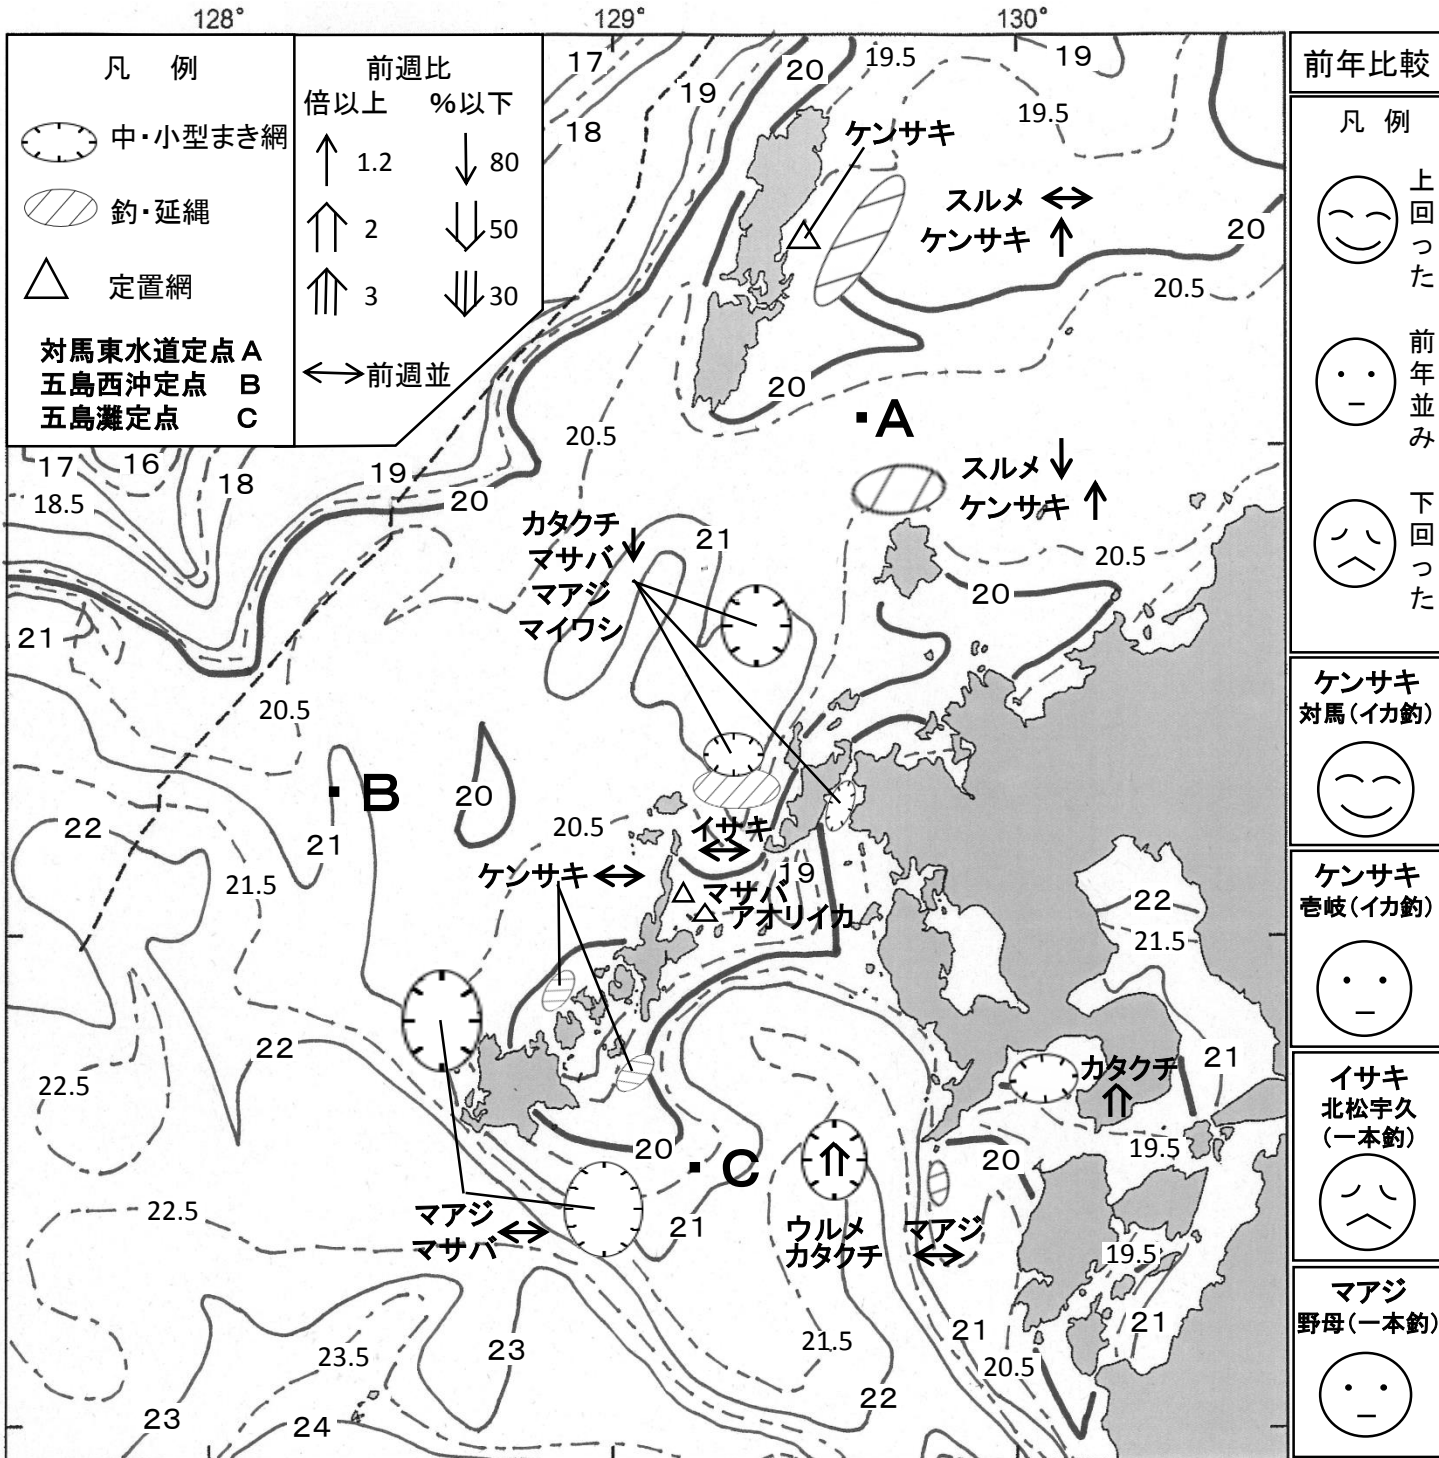 128°
129°
130°
凡 例
中・小型まき網
釣・延縄
定置網
対馬東水道定点 A
五島西沖定点 B
五島灘定点 C
前週比
倍以上 %以下
1.2 80
2 50
3 30
前週並
前年比較
凡 例
上回った
前年並み
下回った
ケンサキ
対馬(イカ釣)
ケンサキ
壱岐(イカ釣)
イサキ
北松宇久
(一本釣)
マアジ
野母(一本釣)
17
18
19
20
19.5
19
19.5
ケンサキ
スルメ
ケンサキ
20
20.5
20
A
20.5
17
16
18
18.5
19
20
スルメ
ケンサキ
カタクチ
マサバ
マアジ
マイワシ
21
20.5
20
21
20.5
B
20
22
21
20.5
イサキ
ケンサキ
19
マサバ
アオリイカ
21.5
22
21.5
22
22.5
カタクチ
21
20
C
20
19.5
22.5
マアジ
マサバ
21
ウルメ
カタクチ
マアジ
19.5
23.5
23
21.5
21
20.5
21
23
24
22